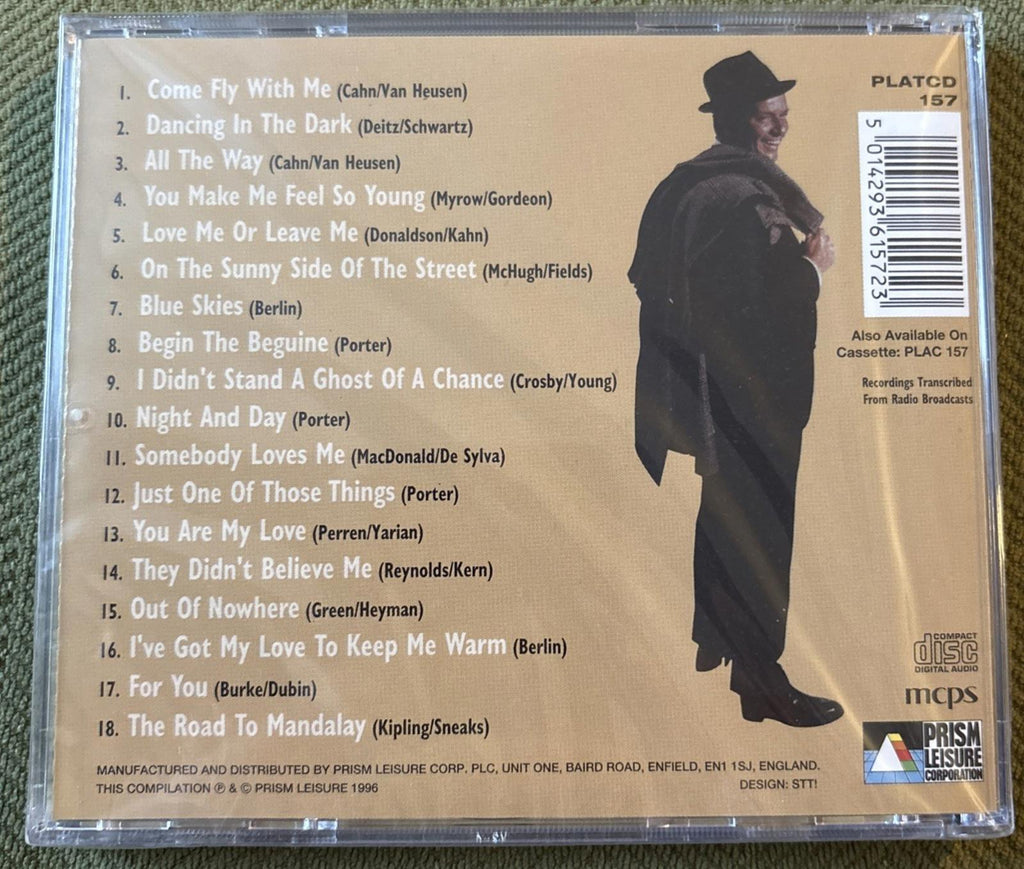 1. Come Fly With Me (Cahn/Van Heusen)
2. Dancing In The Dark (Deitz/Schwartz)
3. All The Way (Cahn/Van Heusen)
4. You Make Me Feel So Young (Myrow/Gordeon)
5. Love Me Or Leave Me (Donaldson/Kahn)
6. On The Sunny Side Of The Street (McHugh/Fields)
7. Blue Skies (Berlin)
8. Begin The Beguine (Porter)
9. I Didn't Stand A Ghost Of A Chance (Crosby/Young)
10. Night And Day (Porter)
11. Somebody Loves Me (MacDonald/De Sylva)
12. Just One Of Those Things (Porter)
13. You Are My Love (Perren/Yarian)
14. They Didn't Believe Me (Reynolds/Kern)
15. Out Of Nowhere (Green/Heyman)
16. I've Got My Love To Keep Me Warm (Berlin)
17. For You (Burke/Dubin)
18. The Road To Mandalay (Kipling/Sneaks)
PLATCD
157
5 014293 615723
Also Available On
Cassette: PLAC 157
Recordings Transcribed
From Radio Broadcasts
COMPACT
disc
DIGITAL AUDIO
mcps
PRISM
LEISURE
CORPORATION
MANUFACTURED AND DISTRIBUTED BY PRISM LEISURE CORP. PLC, UNIT ONE, BAIRD ROAD, ENFIELD, EN1 1SJ, ENGLAND.
THIS COMPILATION ℗ & © PRISM LEISURE 1996
DESIGN: STT!